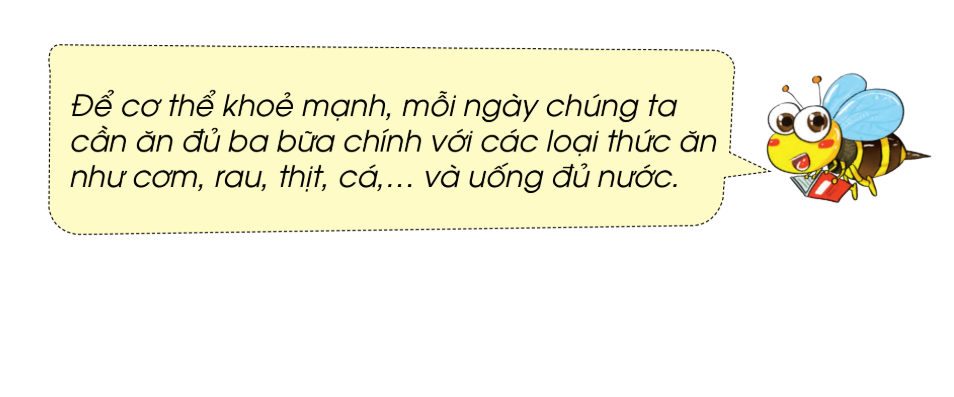 Để cơ thể khoẻ mạnh, mỗi ngày chúng ta
cần ăn đủ ba bữa chính với các loại thức ăn
như cơm, rau, thịt, cá,... và uống đủ nước.